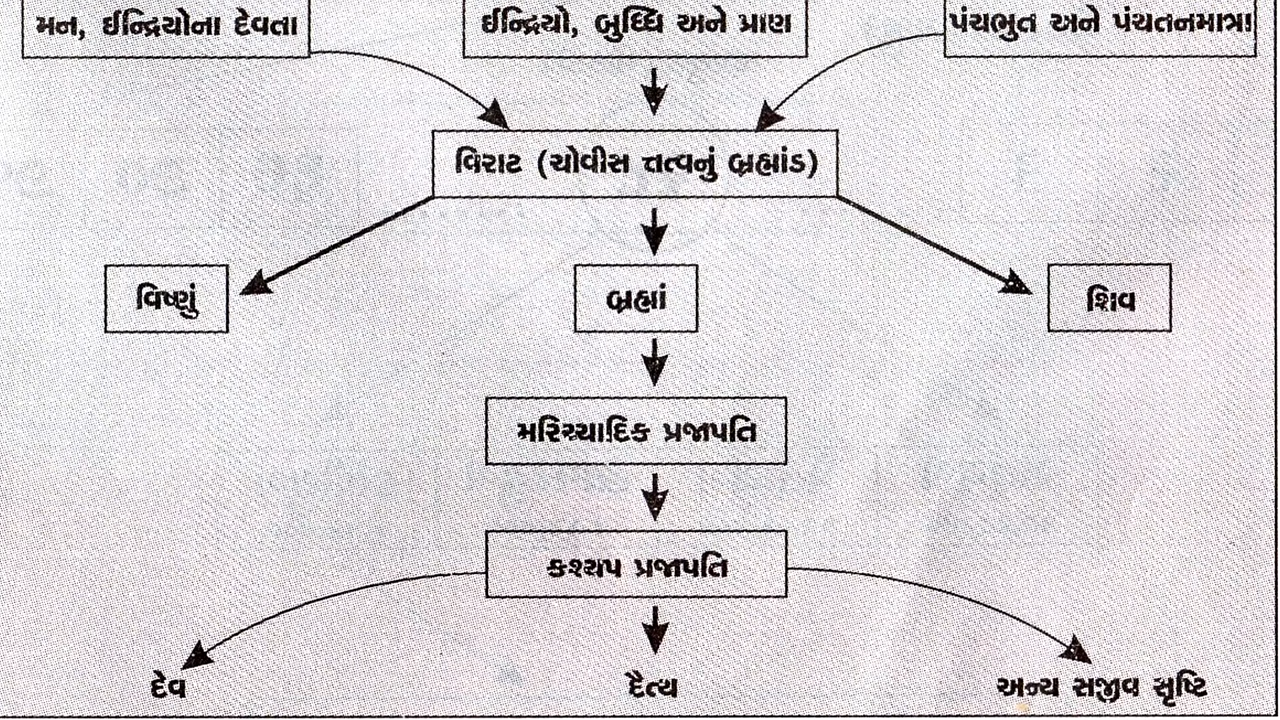 મન, ઈન્દ્રિયોના દેવતા
ઈન્દ્રિયો, બુધ્ધિ અને પ્રાણ
પંચભુત અને પંચતનમાત્રા
વિરાટ (ચોવીસ ત્તત્વનું બ્રહ્માંડ)
વિષ્ણું
બ્રહ્માં
શિવ
મરિચ્યાદિક પ્રજાપતિ
કશ્યપ પ્રજાપતિ
દેવ
દૈત્ય
અન્ય સજીવ સૃષ્ટિ